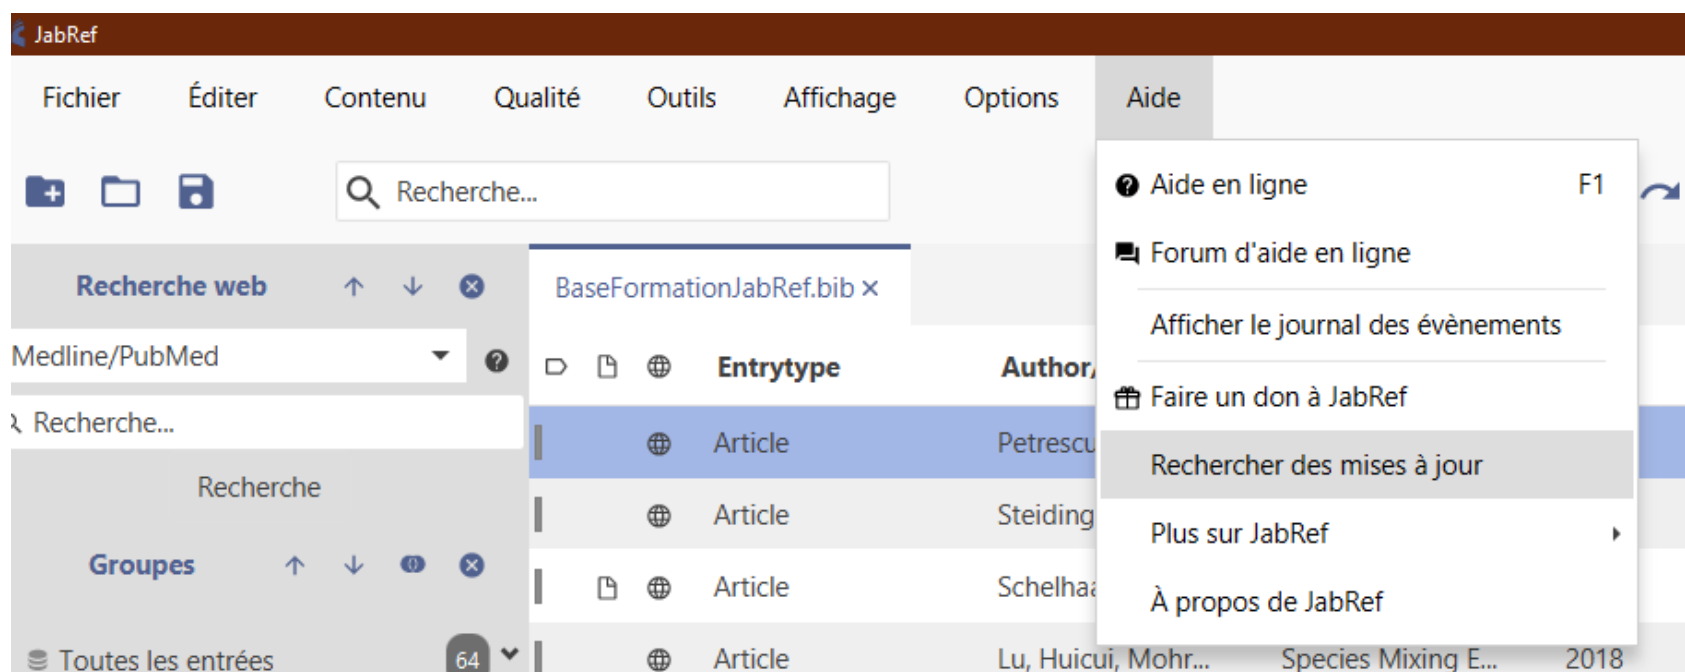 JabRef
Fichier Éditer Contenu Qualité Outils Affichage Options Aide
Recherche...
Aide en ligne F1
Forum d'aide en ligne
Afficher le journal des évènements
Faire un don à JabRef
Rechercher des mises à jour
Plus sur JabRef
À propos de JabRef
Recherche web
Medline/PubMed
Recherche...
Recherche
Groupes
Toutes les entrées 64
BaseFormationJabRef.bib
Entrytype Author/
Article Petrescu
Article Steiding
Article Schelhaa
Article Lu, Huicui, Mohr... Species Mixing E... 2018